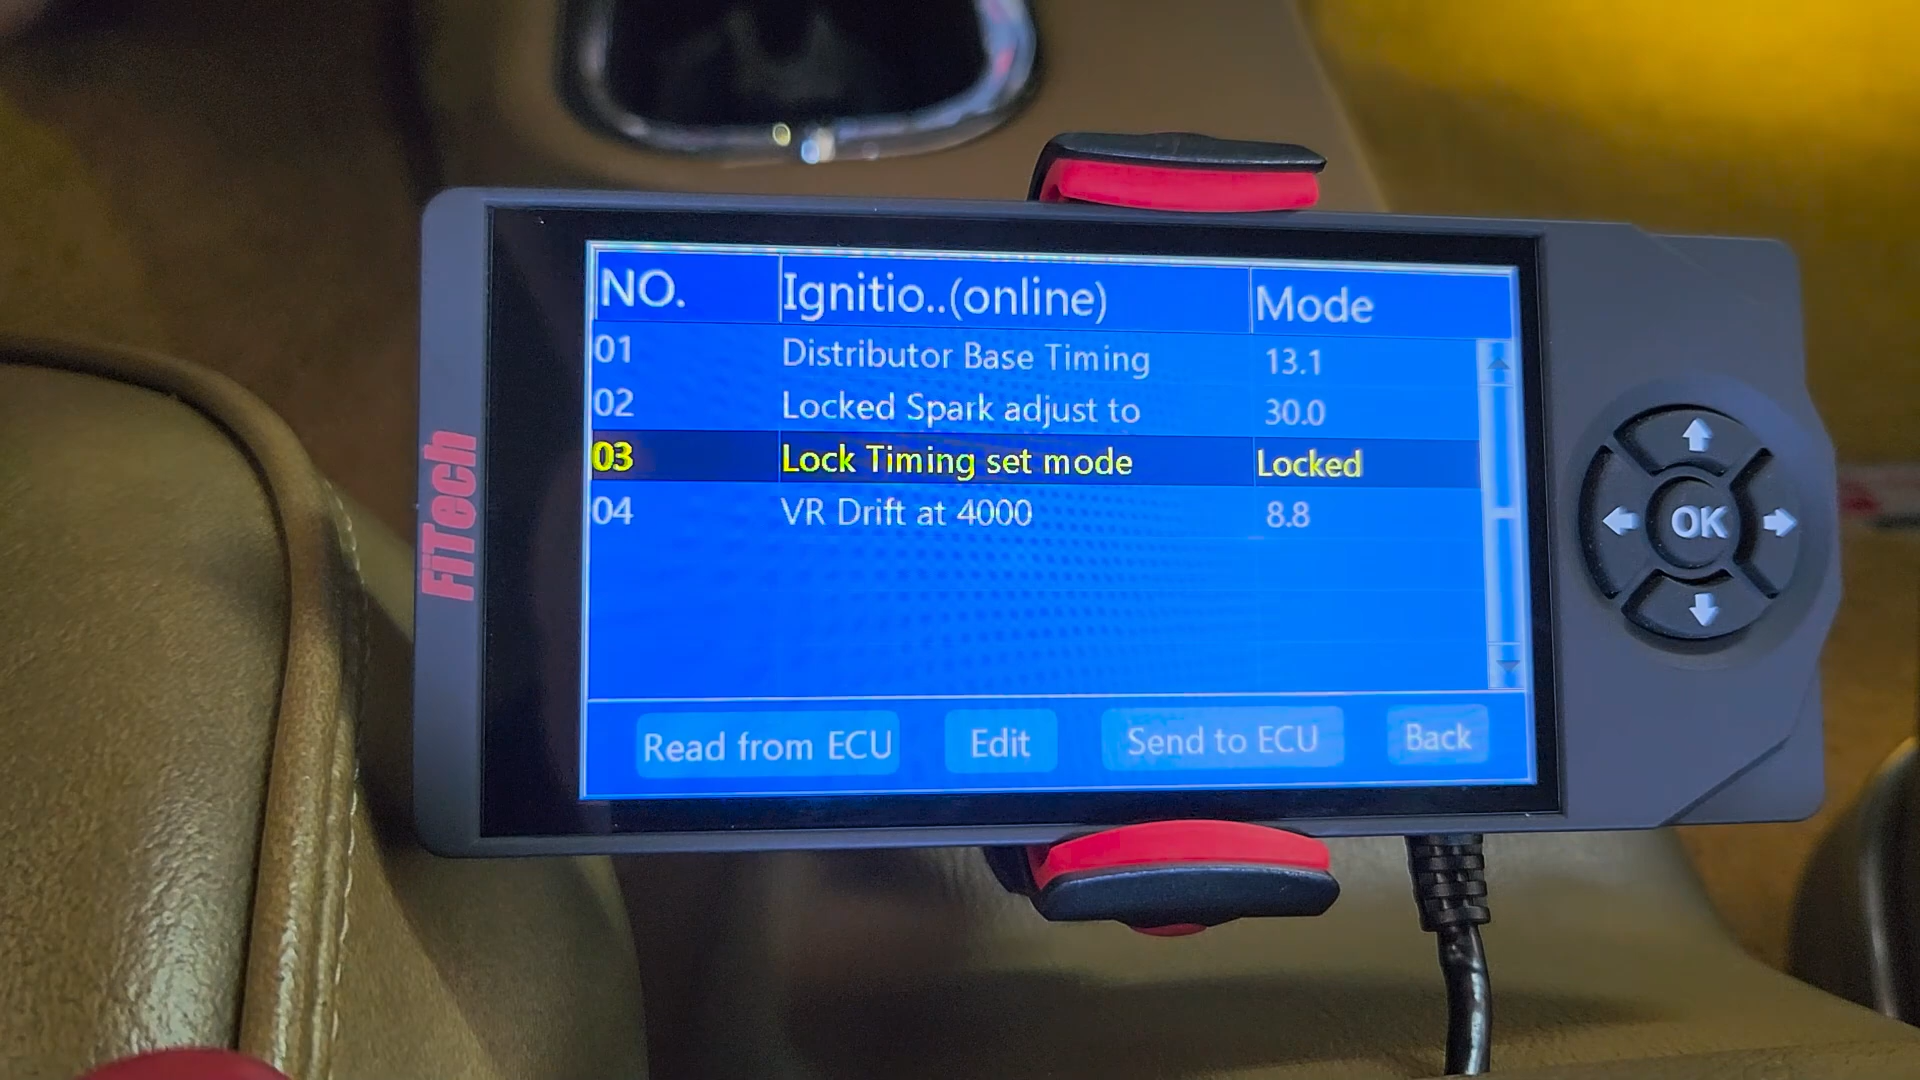 NO. Ignitio..(online) Mode
01 Distributor Base Timing 13.1
02 Locked Spark adjust to 30.0
03 Lock Timing set mode Locked
04 VR Drift at 4000 8.8
Read from ECU Edit Send to ECU Back
FiTech
OK